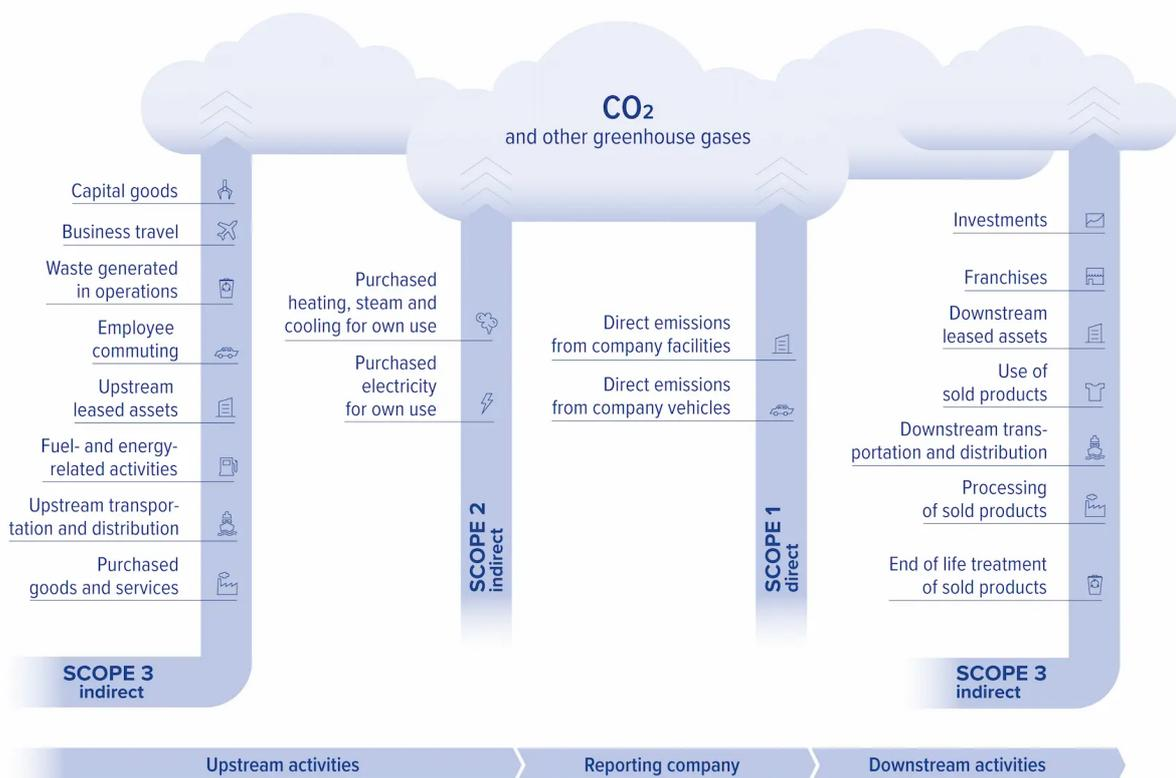 CO₂
and other greenhouse gases
Capital goods
Business travel
Waste generated
in operations
Employee
commuting
Upstream
leased assets
Fuel- and energy-
related activities
Upstream transpor-
tation and distribution
Purchased
goods and services
SCOPE 3
indirect
Purchased
heating, steam and
cooling for own use
Purchased
electricity
for own use
SCOPE 2
indirect
Direct emissions
from company facilities
Direct emissions
from company vehicles
SCOPE 1
direct
Investments
Franchises
Downstream
leased assets
Use of
sold products
Downstream trans-
portation and distribution
Processing
of sold products
End of life treatment
of sold products
SCOPE 3
indirect
Upstream activities
Reporting company
Downstream activities